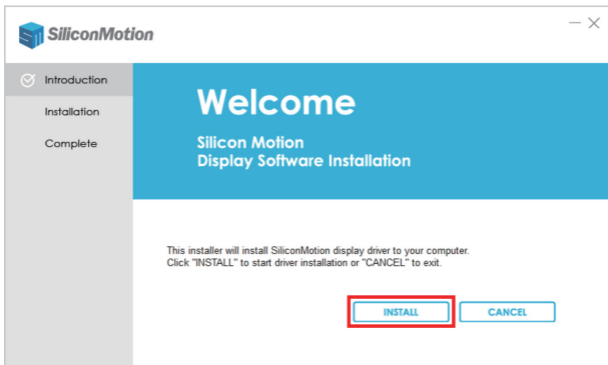 SiliconMotion
Introduction
Installation
Complete
Welcome
Silicon Motion
Display Software Installation
This installer will install SiliconMotion display driver to your computer.
Click "INSTALL" to start driver installation or "CANCEL" to exit.
INSTALL
CANCEL